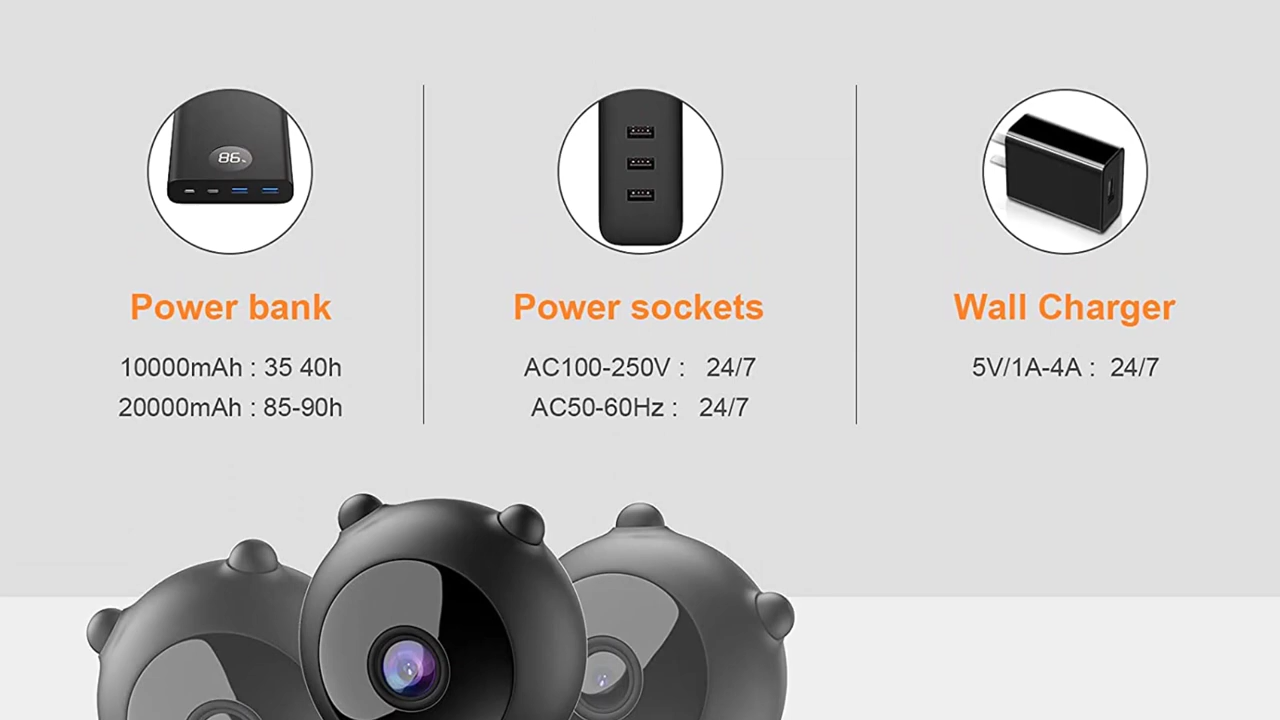 86%
Power bank
10000mAh : 35 40h
20000mAh : 85-90h
Power sockets
AC100-250V : 24/7
AC50-60Hz : 24/7
Wall Charger
5V/1A-4A : 24/7